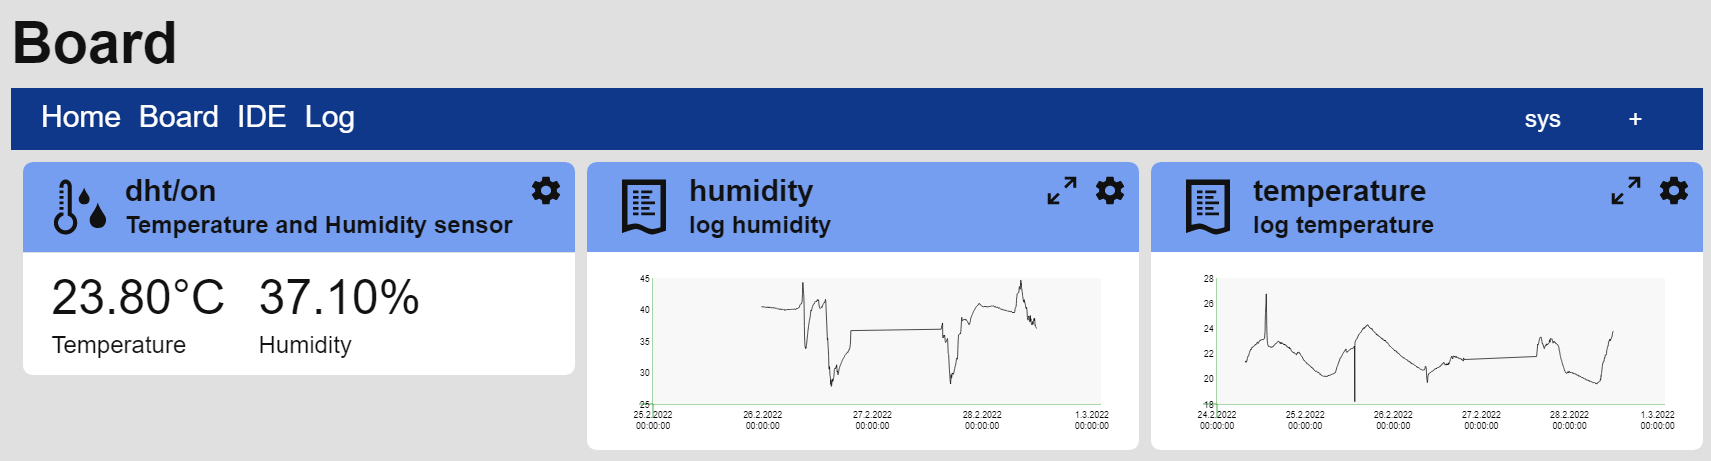 Board
Home Board IDE Log
sys +
dht/on
Temperature and Humidity sensor
23.80°C 37.10%
Temperature Humidity
humidity
log humidity
45
40
35
30
25
25.2.2022 26.2.2022 27.2.2022 28.2.2022 1.3.2022
00:00:00 00:00:00 00:00:00 00:00:00 00:00:00
temperature
log temperature
28
26
24
22
20
18
24.2.2022 25.2.2022 26.2.2022 27.2.2022 28.2.2022 1.3.2022
00:00:00 00:00:00 00:00:00 00:00:00 00:00:00 00:00:00